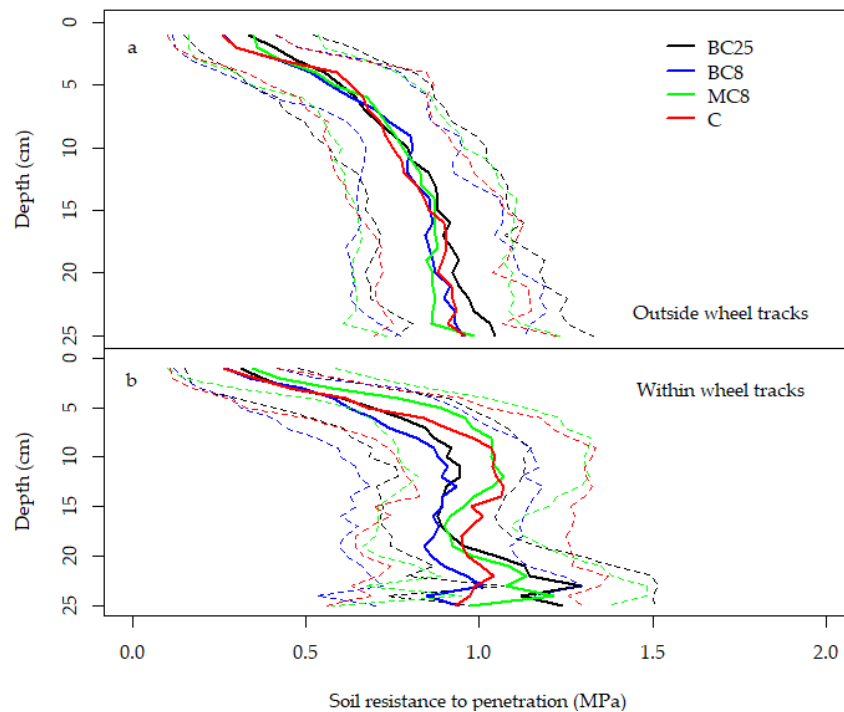 a
BC25
BC8
MC8
C
0
5
10
15
20
25
Depth (cm)
Outside wheel tracks
b
Within wheel tracks
0
5
10
15
20
25
Depth (cm)
0.0 0.5 1.0 1.5 2.0
Soil resistance to penetration (MPa)